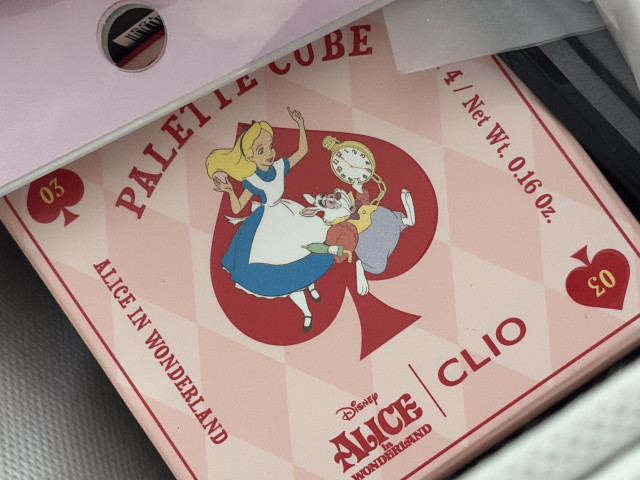 PALETTE CUBE
4 / Net Wt. 0.16 Oz.
03
ALICE IN WONDERLAND
03
Disney
ALICE
in
WONDERLAND
CLIO